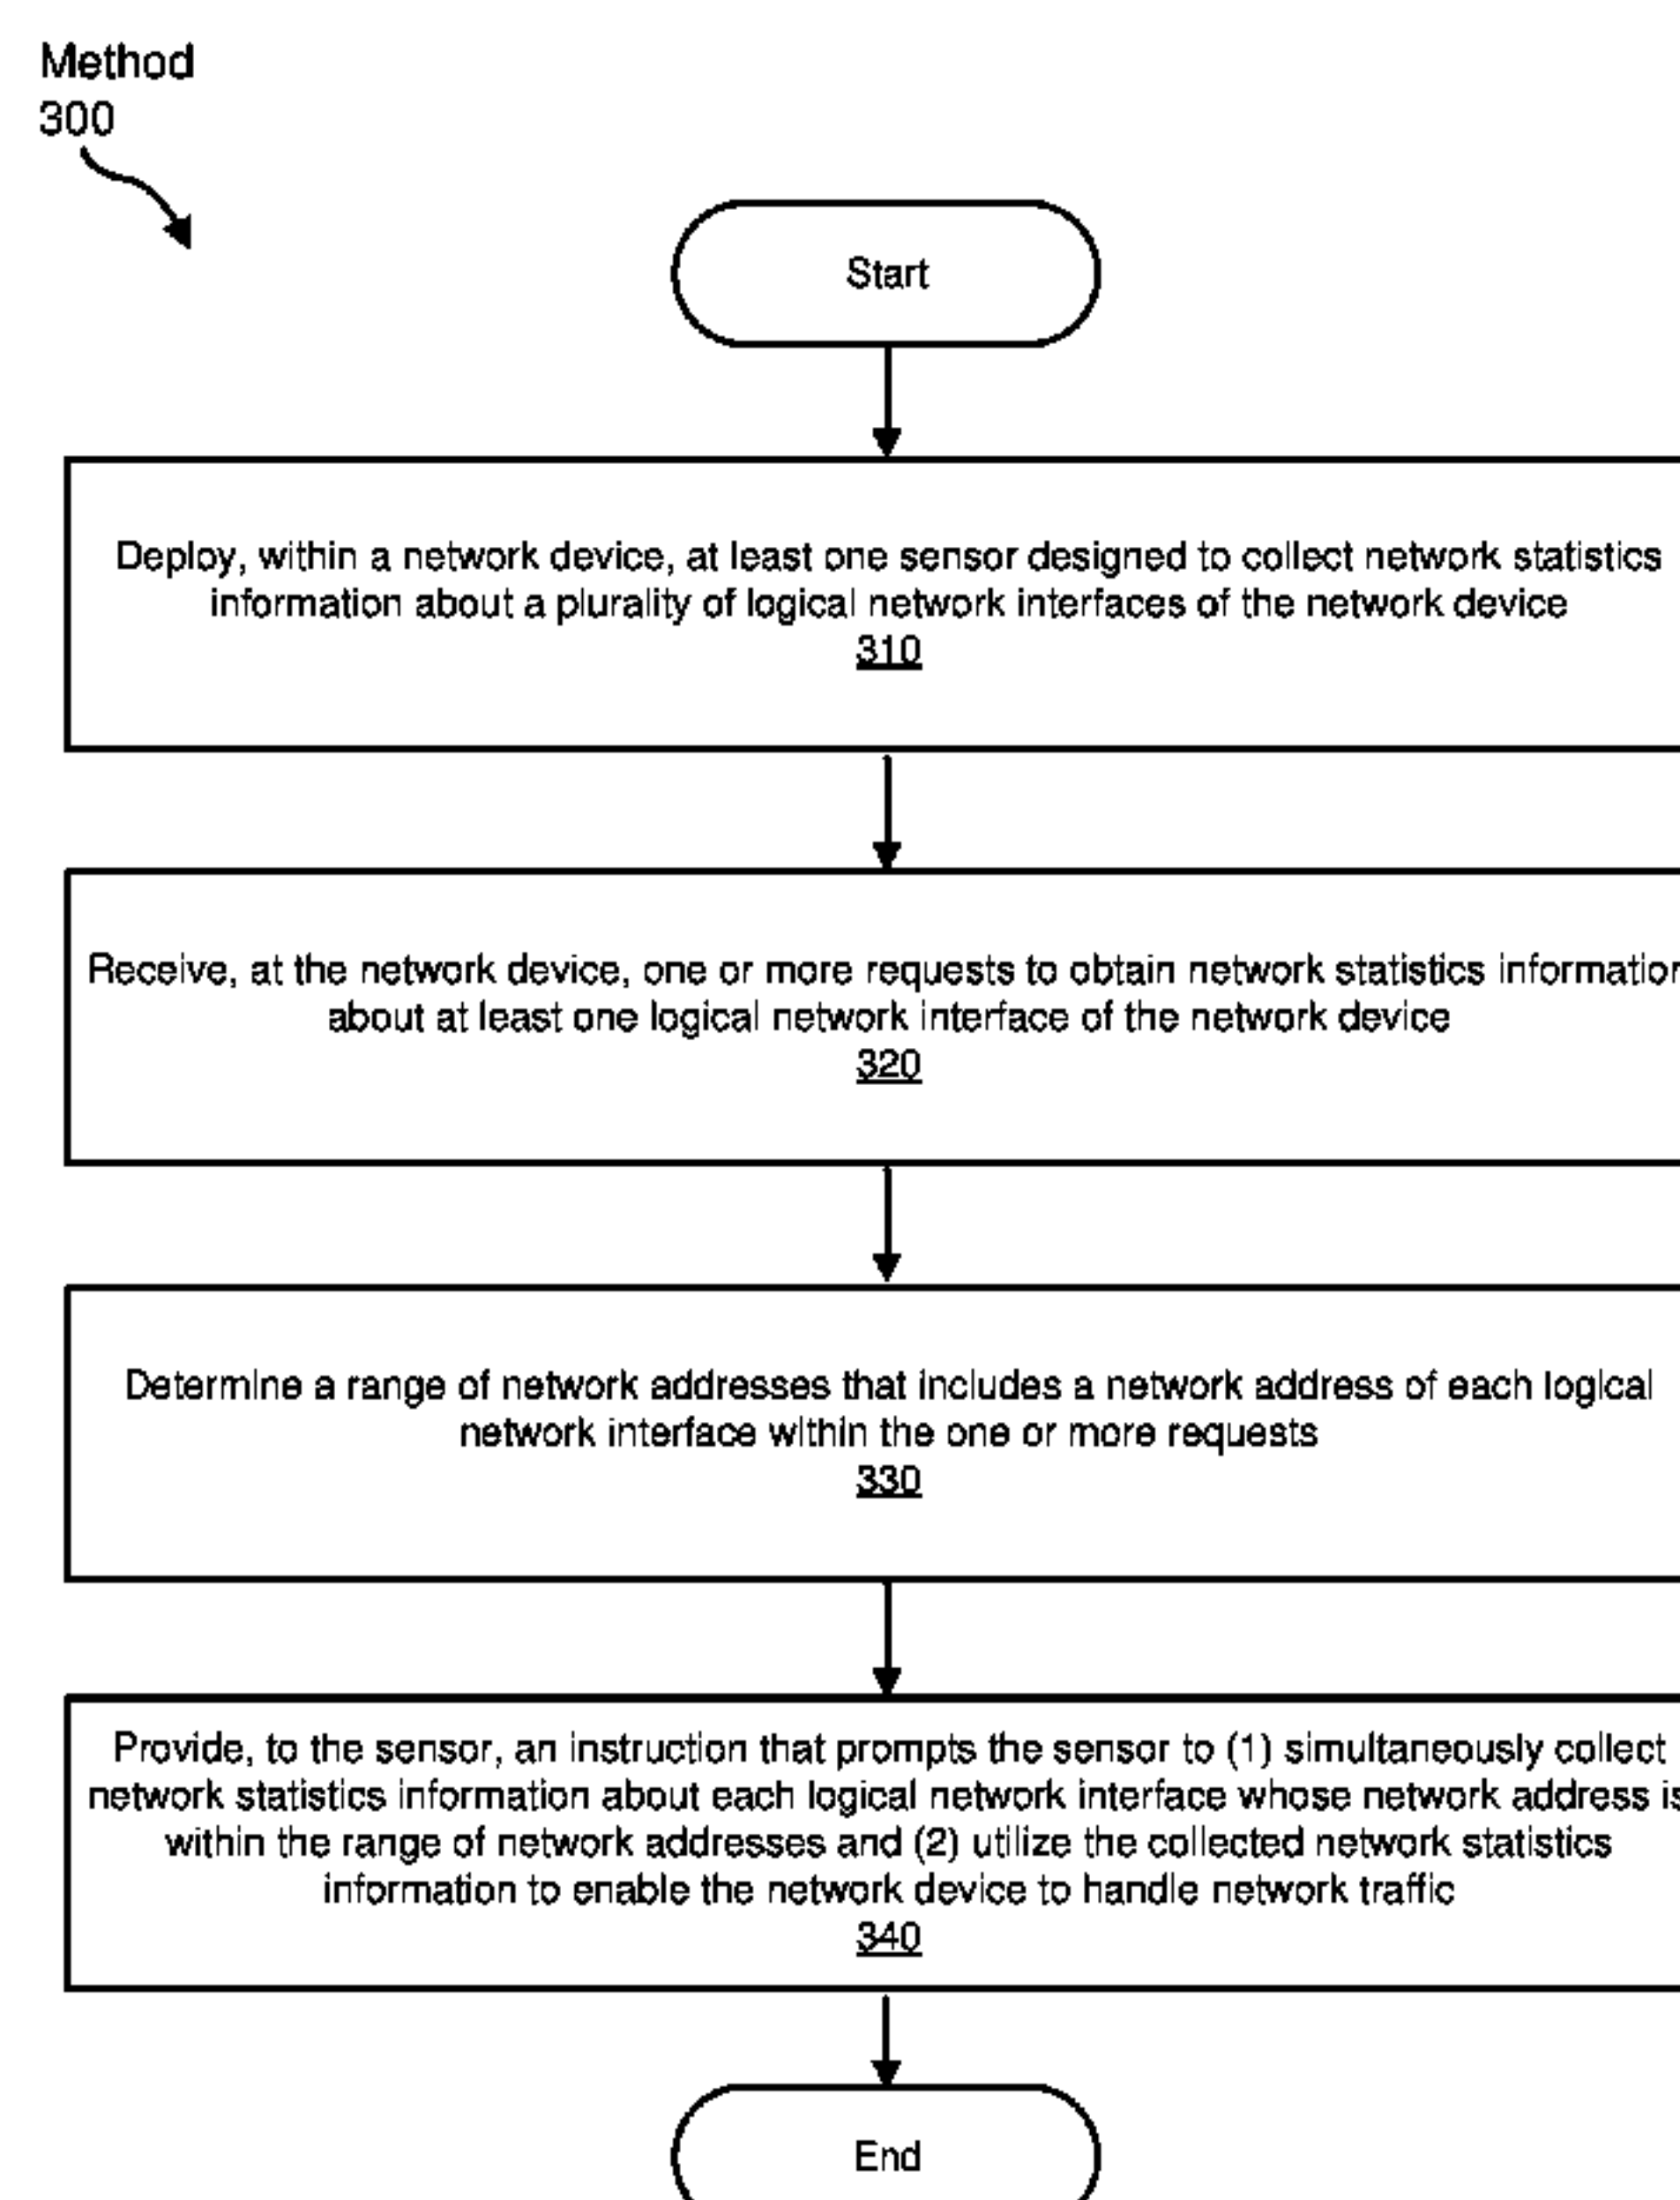 Method
300
Start
Deploy, within a network device, at least one sensor designed to collect network statistics
information about a plurality of logical network interfaces of the network device
310
Receive, at the network device, one or more requests to obtain network statistics information
about at least one logical network interface of the network device
320
Determine a range of network addresses that includes a network address of each logical
network interface within the one or more requests
330
Provide, to the sensor, an instruction that prompts the sensor to (1) simultaneously collect
network statistics information about each logical network interface whose network address is
within the range of network addresses and (2) utilize the collected network statistics
information to enable the network device to handle network traffic
340
End